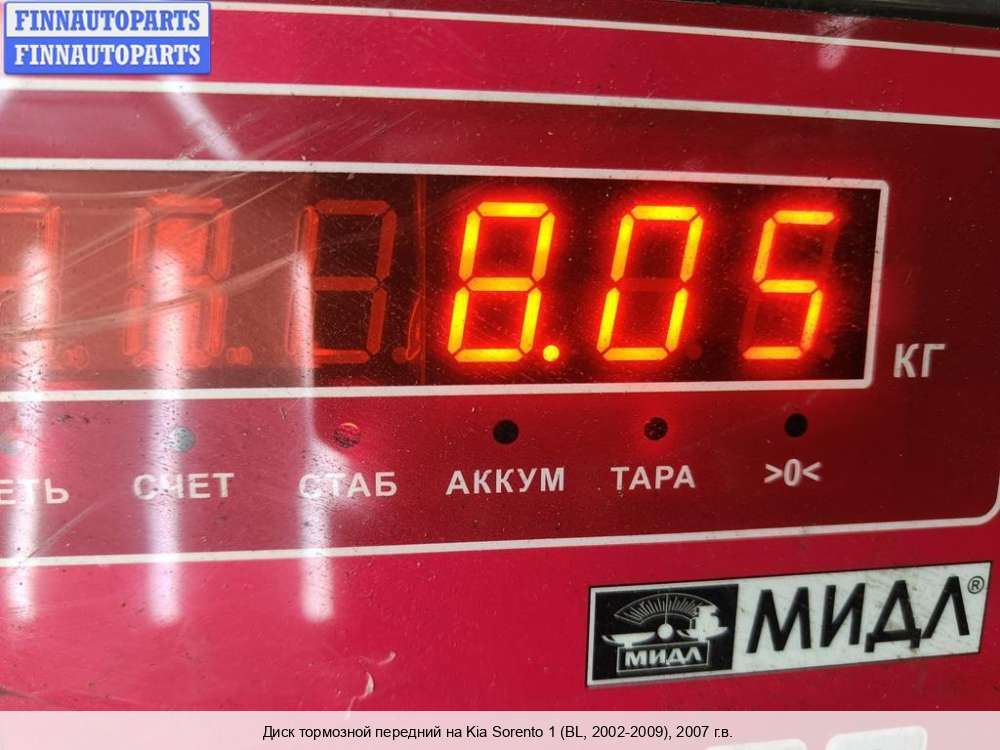 FINNAUTOPARTS
FINNAUTOPARTS
8.05
КГ
ЕТЬ СЧЕТ СТАБ АККУМ ТАРА >0<
МИДЛ МИДЛ®
Диск тормозной передний на Kia Sorento 1 (BL, 2002-2009), 2007 г.в.